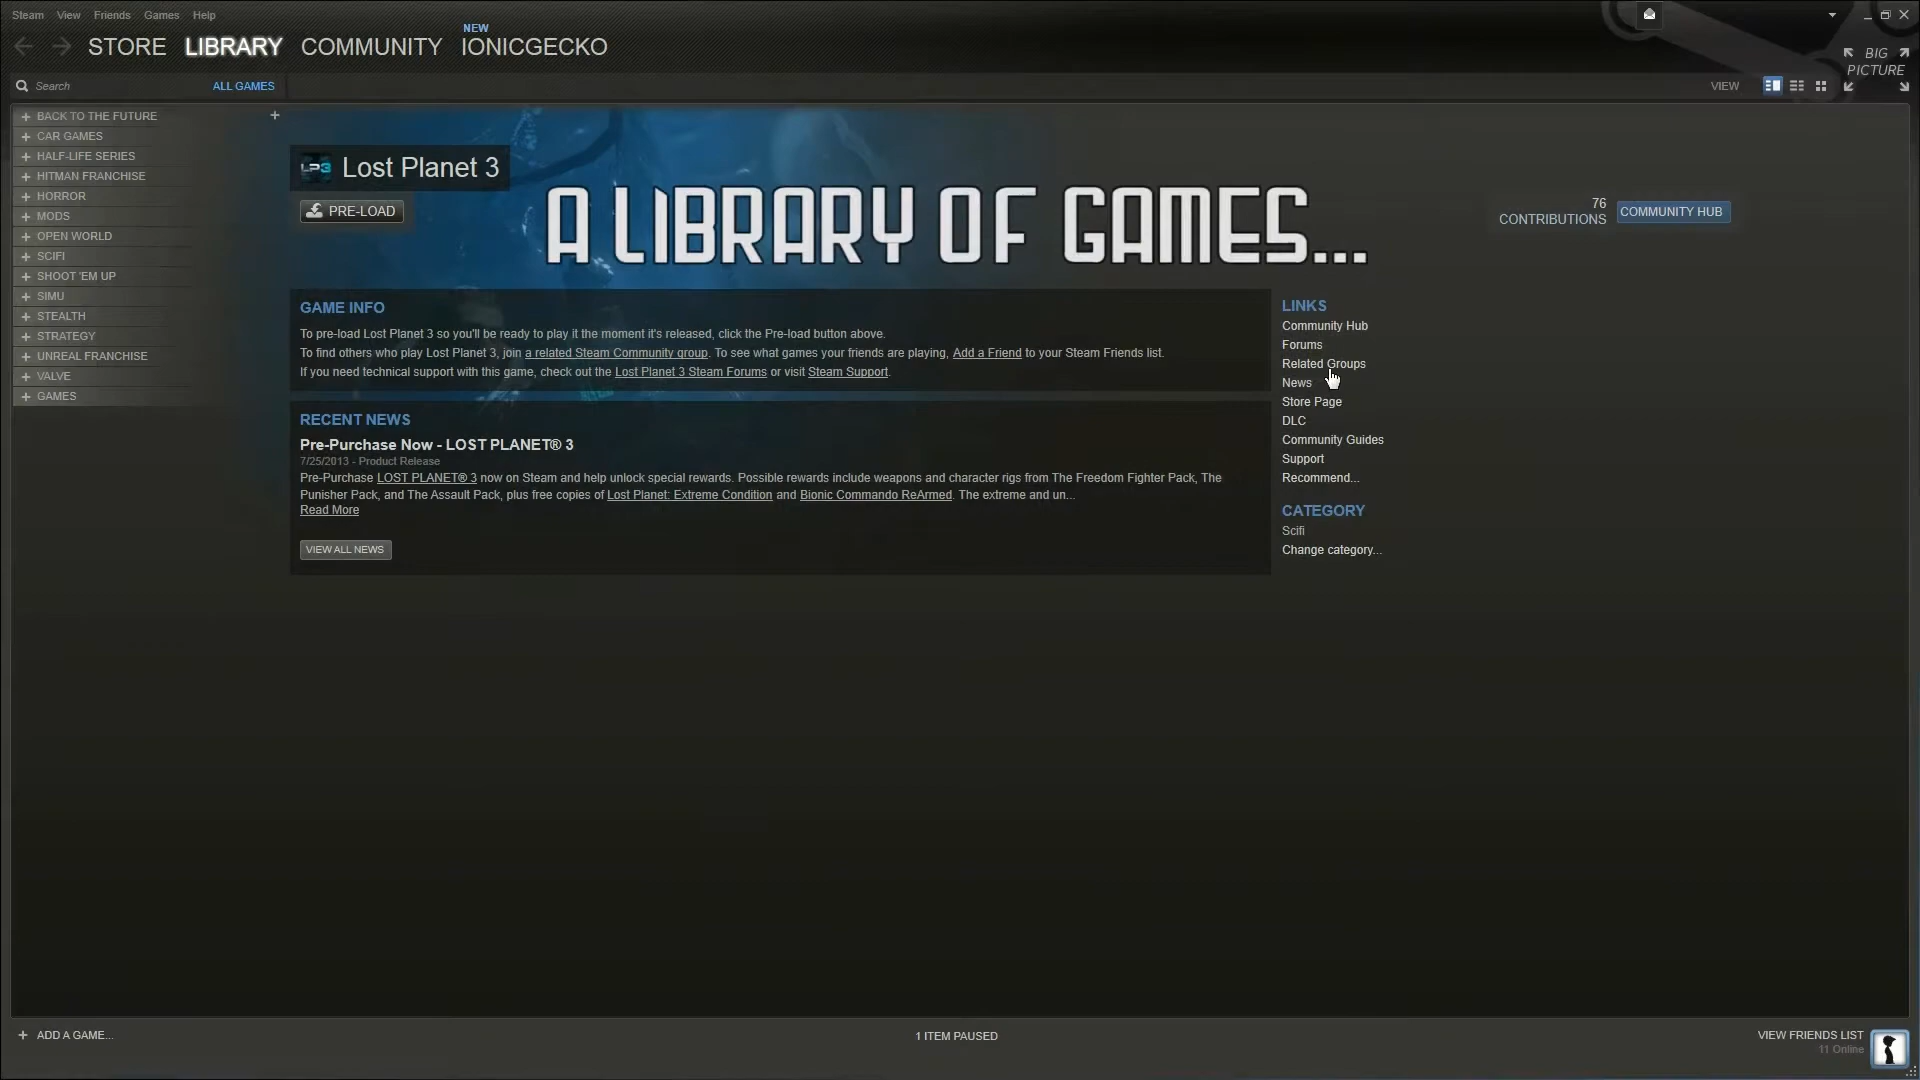 Steam View Friends Games Help
NEW
STORE LIBRARY COMMUNITY IONICGECKO
BIG PICTURE
Search ALL GAMES
VIEW
BACK TO THE FUTURE
CAR GAMES
HALF-LIFE SERIES
HITMAN FRANCHISE
HORROR
MODS
OPEN WORLD
SCIFI
SHOOT 'EM UP
SIMU
STEALTH
STRATEGY
UNREAL FRANCHISE
VALVE
GAMES
LP3 Lost Planet 3
PRE-LOAD
A LIBRARY OF GAMES...
76
CONTRIBUTIONS
COMMUNITY HUB
GAME INFO
To pre-load Lost Planet 3 so you'll be ready to play it the moment it's released, click the Pre-load button above.
To find others who play Lost Planet 3, join a related Steam Community group. To see what games your friends are playing, Add a Friend to your Steam Friends list.
If you need technical support with this game, check out the Lost Planet 3 Steam Forums or visit Steam Support.
RECENT NEWS
Pre-Purchase Now - LOST PLANET® 3
7/25/2013 - Product Release
Pre-Purchase LOST PLANET® 3 now on Steam and help unlock special rewards. Possible rewards include weapons and character rigs from The Freedom Fighter Pack, The
Punisher Pack, and The Assault Pack, plus free copies of Lost Planet: Extreme Condition and Bionic Commando ReArmed. The extreme and un...
Read More
VIEW ALL NEWS
LINKS
Community Hub
Forums
Related Groups
News
Store Page
DLC
Community Guides
Support
Recommend...
CATEGORY
Scifi
Change category...
ADD A GAME...
1 ITEM PAUSED
VIEW FRIENDS LIST
11 Online